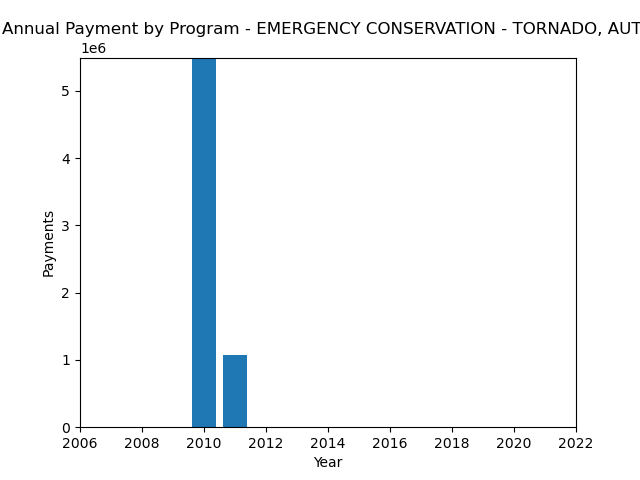 Annual Payment by Program - EMERGENCY CONSERVATION - TORNADO, AUT
1e6
5
4
3
2
1
0
Payments
2006 2008 2010 2012 2014 2016 2018 2020 2022
Year